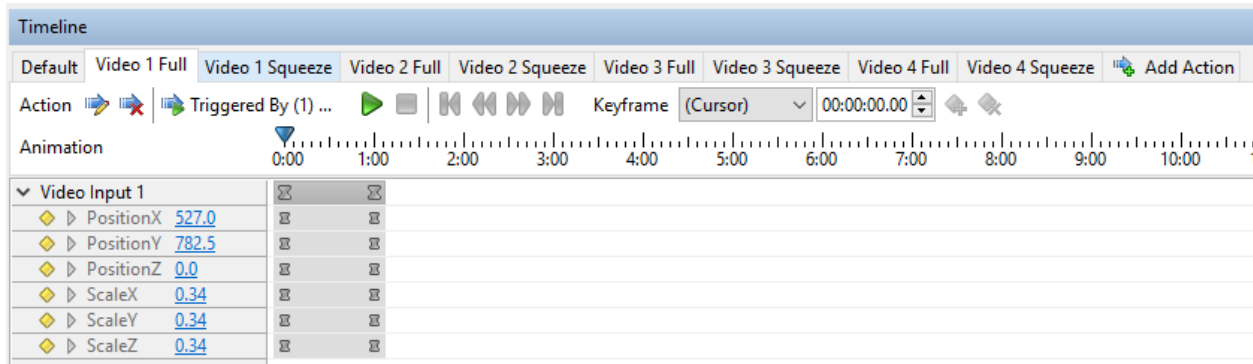 Timeline
Default Video 1 Full Video 1 Squeeze Video 2 Full Video 2 Squeeze Video 3 Full Video 3 Squeeze Video 4 Full Video 4 Squeeze Add Action
Action Triggered By (1) ... Keyframe (Cursor) 00:00:00.00
Animation 0:00 1:00 2:00 3:00 4:00 5:00 6:00 7:00 8:00 9:00 10:00
Video Input 1
PositionX 527.0
PositionY 782.5
PositionZ 0.0
ScaleX 0.34
ScaleY 0.34
ScaleZ 0.34